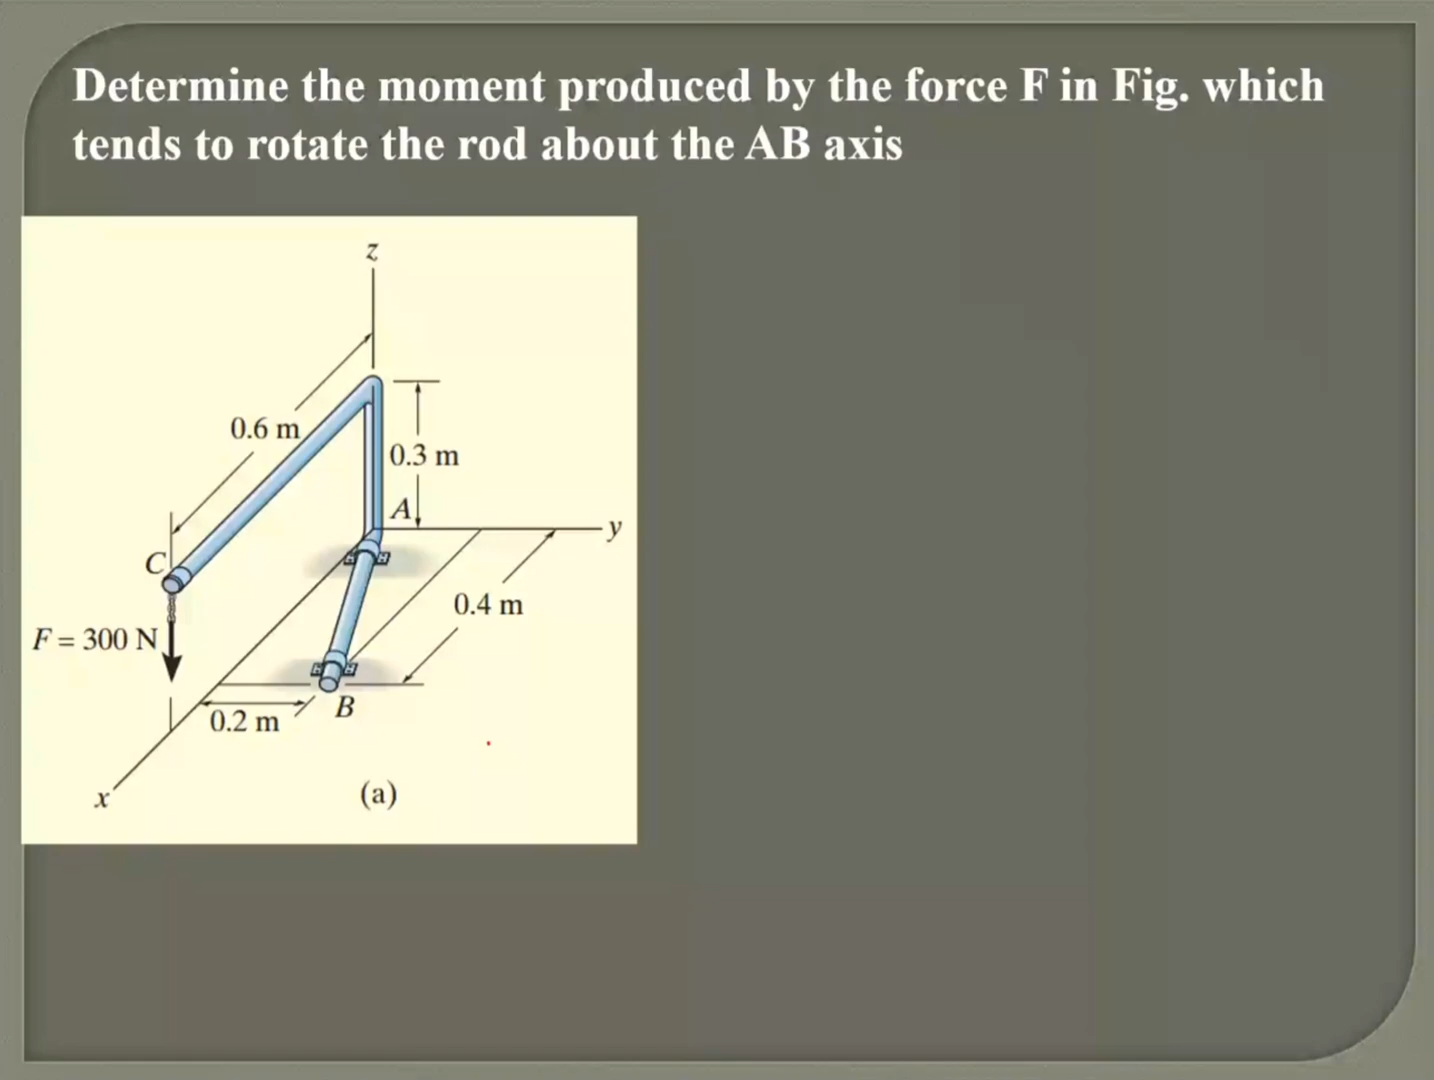 Determine the moment produced by the force F in Fig. which
tends to rotate the rod about the AB axis
z
0.6 m
0.3 m
A
y
C
0.4 m
F = 300 N
B
0.2 m
x
(a)